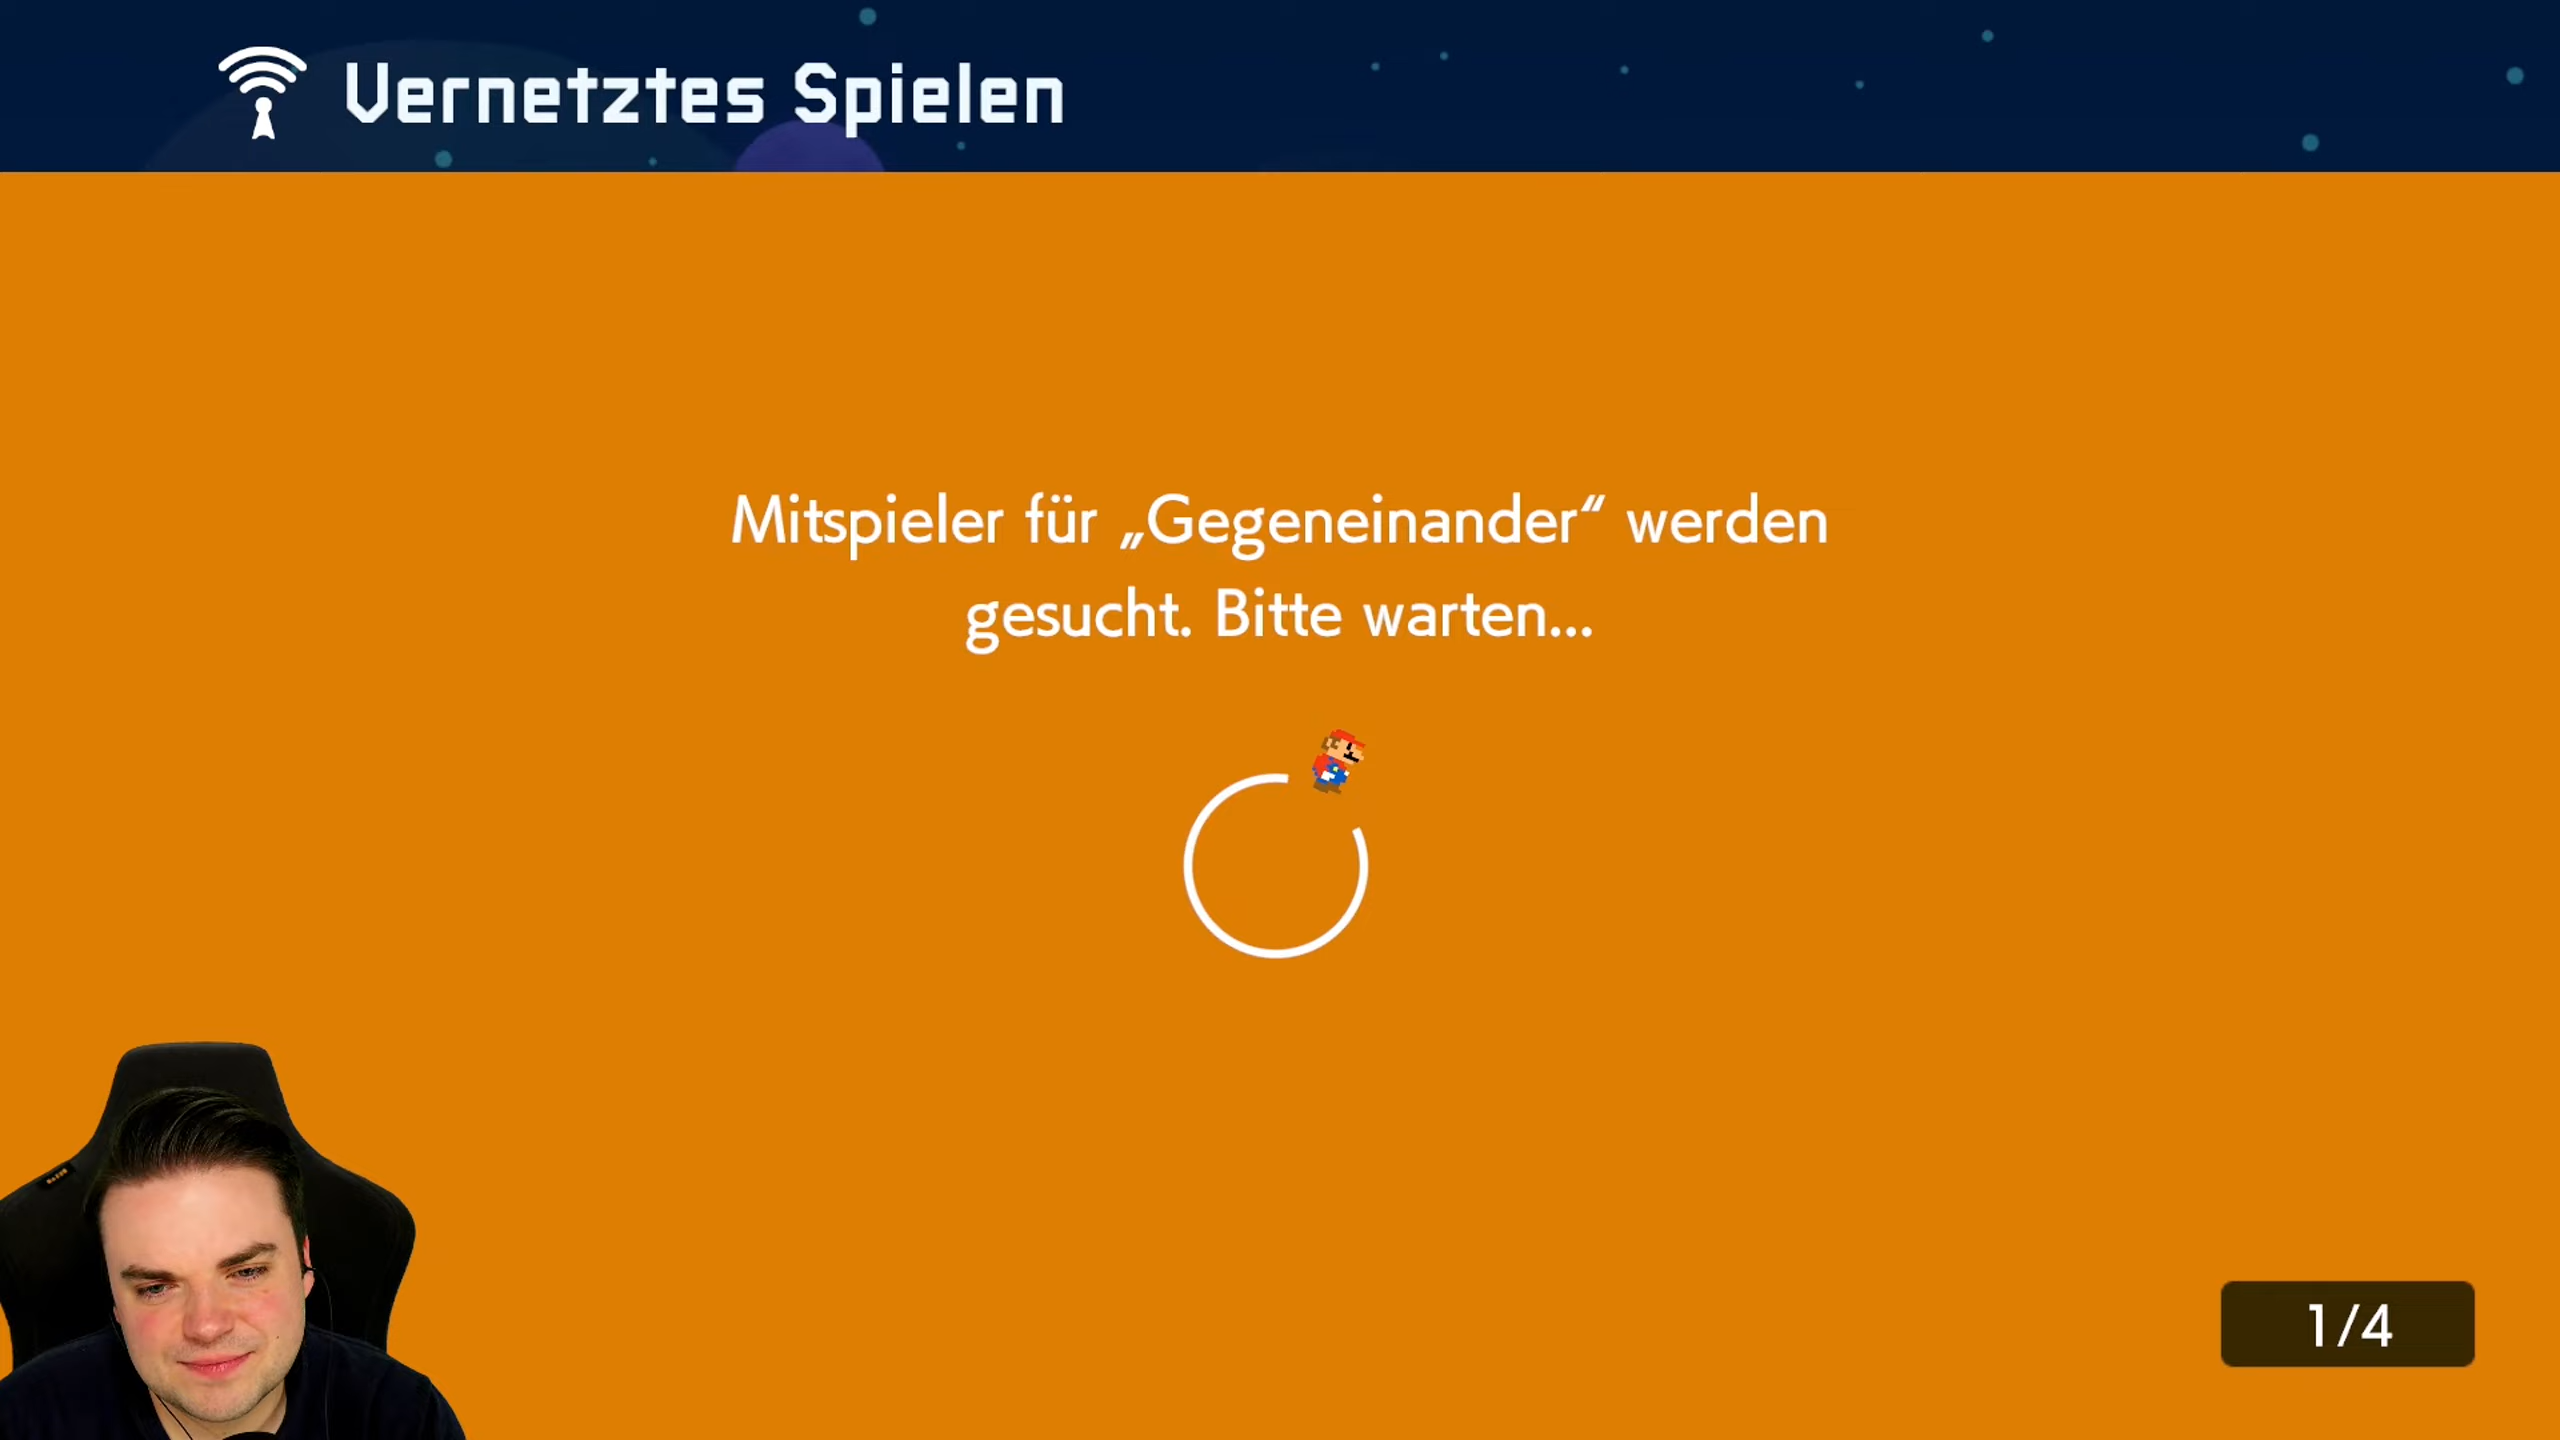 Vernetztes Spielen
Mitspieler für „Gegeneinander“ werden
gesucht. Bitte warten...
1/4